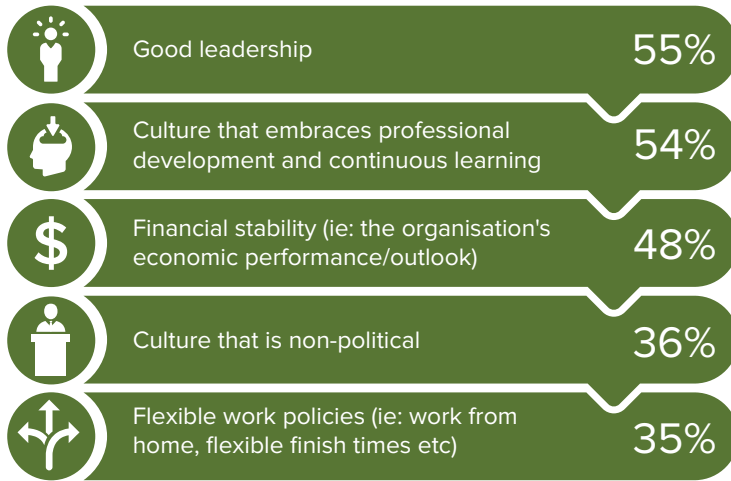 Good leadership
55%
Culture that embraces professional
development and continuous learning
54%
$
Financial stability (ie: the organisation's
economic performance/outlook)
48%
Culture that is non-political
36%
Flexible work policies (ie: work from
home, flexible finish times etc)
35%